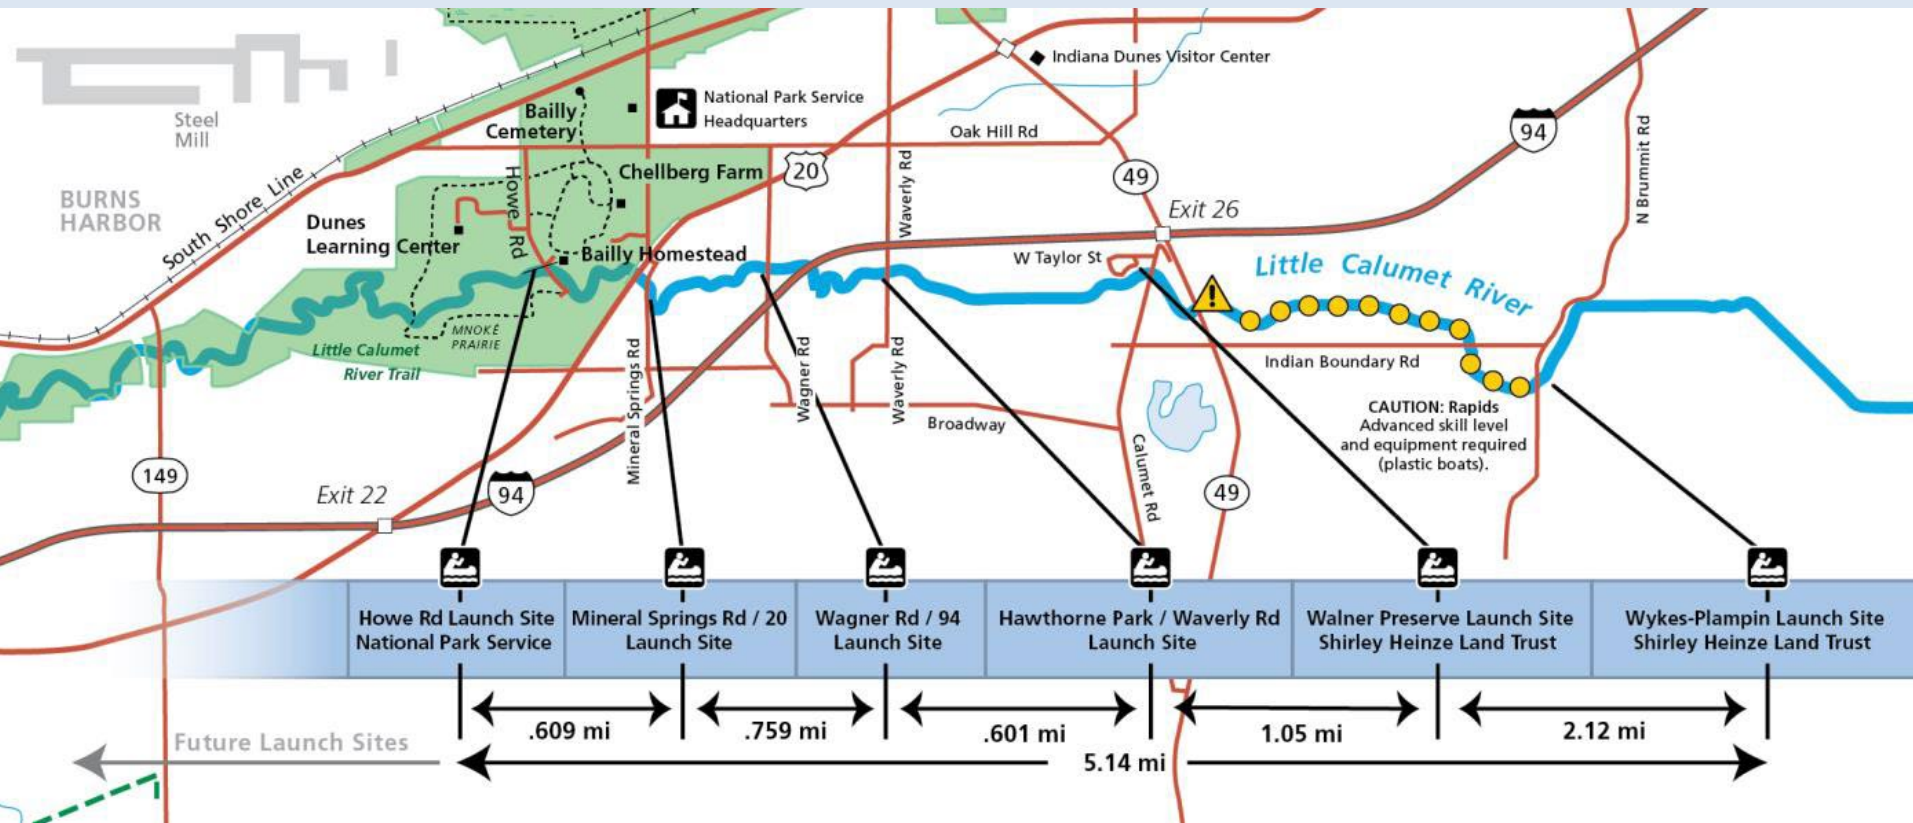 Indiana Dunes Visitor Center
Steel
Mill
National Park Service
Headquarters
Bailly
Cemetery
Oak Hill Rd
BURNS
HARBOR
South Shore Line
Howe Rd
Chellberg Farm
20
Waverly Rd
49
94
N Brummit Rd
Dunes
Learning Center
Bailly Homestead
Exit 26
W Taylor St
Little Calumet River
MNOKÉ
PRAIRIE
Little Calumet
River Trail
Mineral Springs Rd
Wagner Rd
Waverly Rd
Indian Boundary Rd
Broadway
CAUTION: Rapids
Advanced skill level
and equipment required
(plastic boats).
Calumet Rd
149
Exit 22
94
49
Howe Rd Launch Site
National Park Service
Mineral Springs Rd / 20
Launch Site
Wagner Rd / 94
Launch Site
Hawthorne Park / Waverly Rd
Launch Site
Walner Preserve Launch Site
Shirley Heinze Land Trust
Wykes-Plampin Launch Site
Shirley Heinze Land Trust
.609 mi
.759 mi
.601 mi
1.05 mi
2.12 mi
Future Launch Sites
5.14 mi